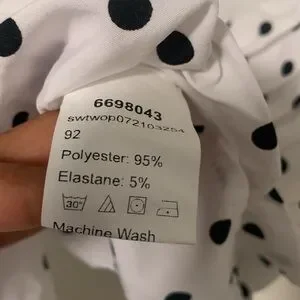 6698043
swtwop072103254
92
Polyester: 95%
Elastane: 5%
30°
Machine Wash